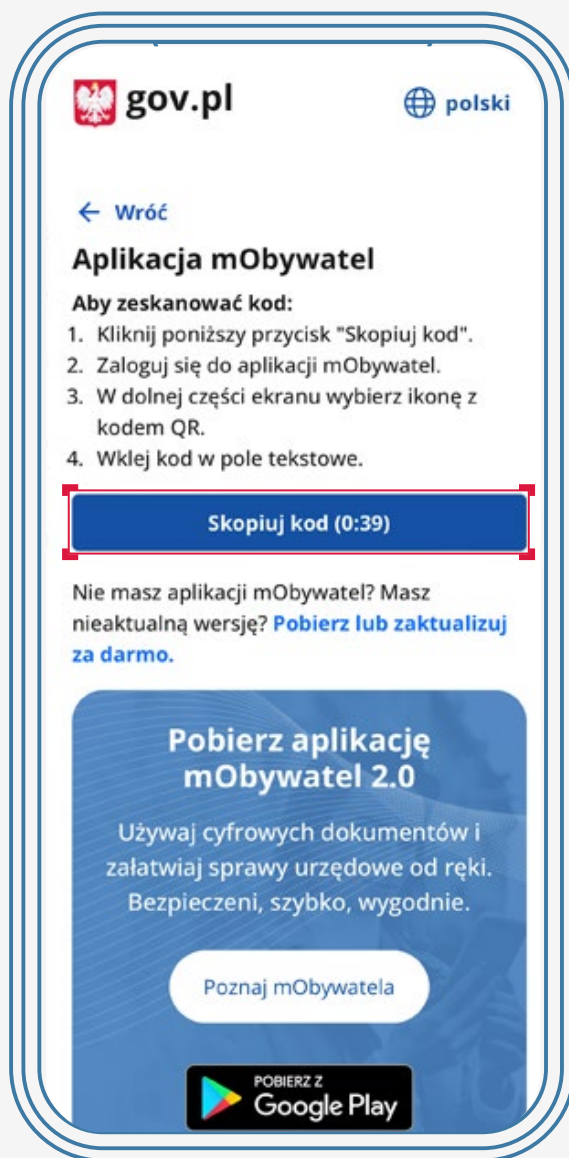 gov.pl
polski
Wróć
Aplikacja mObywatel
Aby zeskanować kod:
1. Kliknij poniższy przycisk "Skopiuj kod".
2. Zaloguj się do aplikacji mObywatel.
3. W dolnej części ekranu wybierz ikonę z
kodem QR.
4. Wklej kod w pole tekstowe.
Skopiuj kod (0:39)
Nie masz aplikacji mObywatel? Masz
nieaktualną wersję? Pobierz lub zaktualizuj
za darmo.
Pobierz aplikację
mObywatel 2.0
Używaj cyfrowych dokumentów i
załatwiaj sprawy urzędowe od ręki.
Bezpieczeni, szybko, wygodnie.
Poznaj mObywatela
POBIERZ Z
Google Play